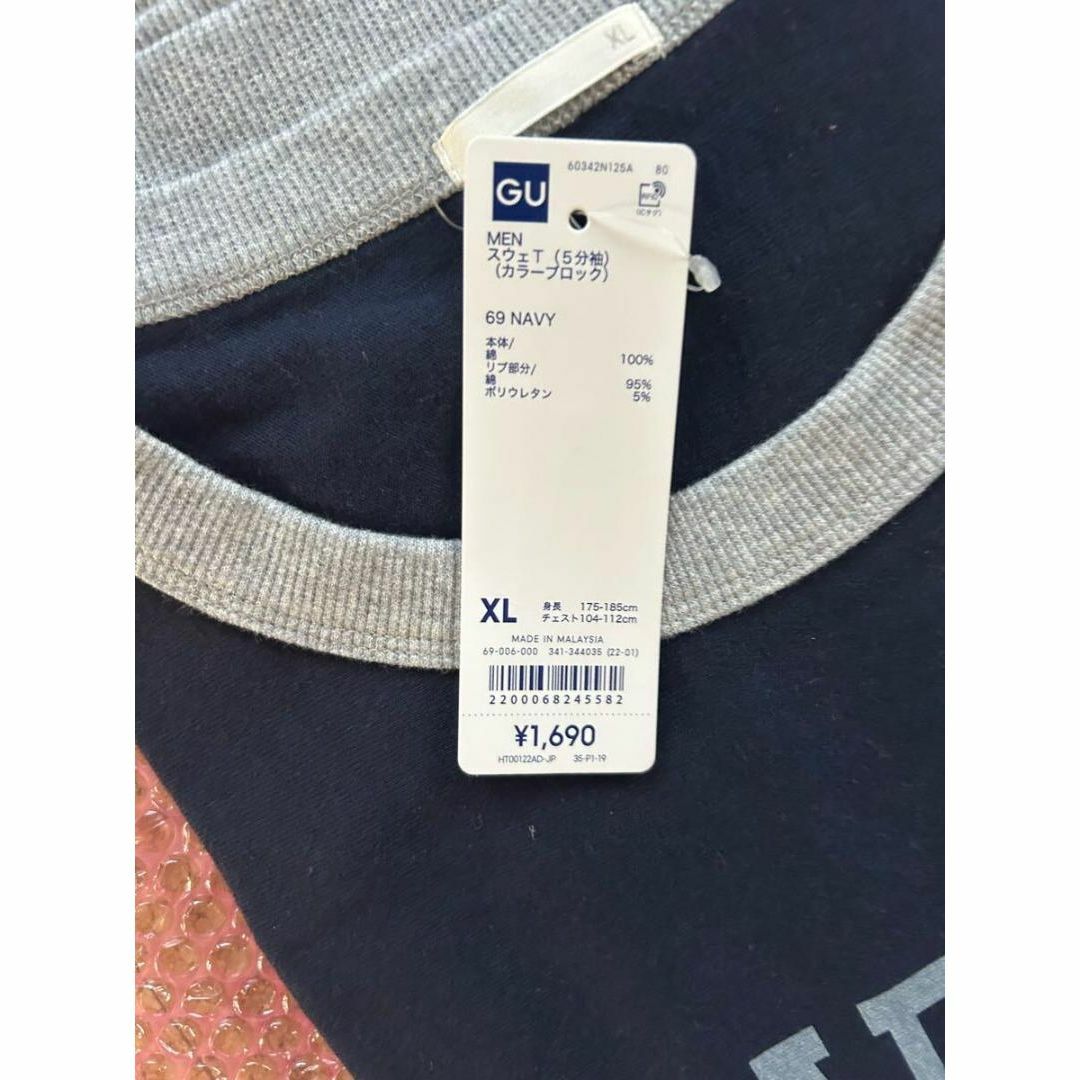 XL
60342N125A 80
GU
RFID
(ICタグ)
MEN
スウェT(5分袖)
(カラーブロック)
69 NAVY
本体/
綿 100%
リブ部分/
綿 95%
ポリウレタン 5%
XL 身長 175-185cm
チェスト104-112cm
MADE IN MALAYSIA
69-006-000 341-344035 (22-01)
2200068245582
¥1,690
HT00122AD-JP 35-P1-19